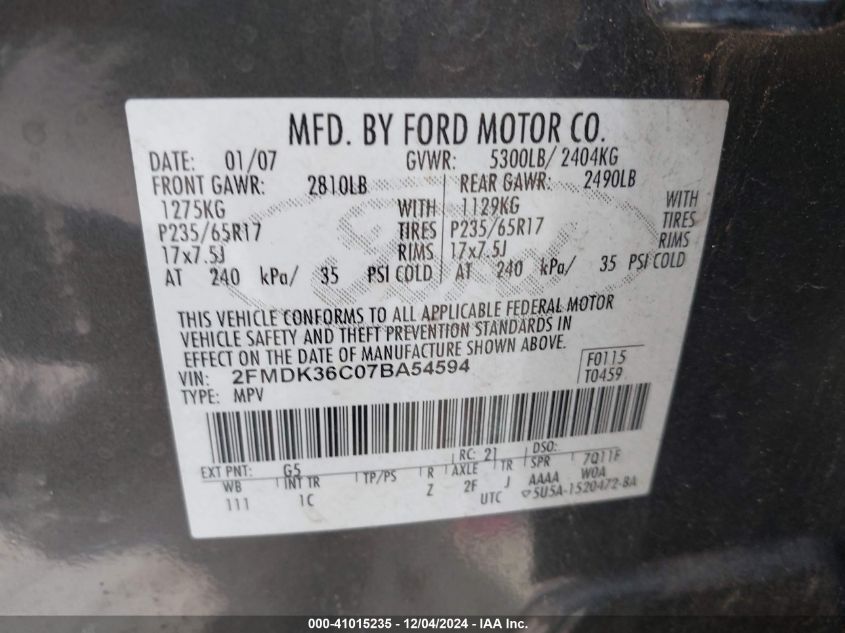 MFD. BY FORD MOTOR CO.
DATE: 01/07 GVWR: 5300LB/ 2404KG
FRONT GAWR: 2810LB REAR GAWR: 2490LB
1275KG WITH 1129KG WITH
P235/65R17 TIRES P235/65R17 TIRES
17x7.5J RIMS 17x7.5J RIMS
AT 240 kPa/ 35 PSI COLD AT 240 kPa/ 35 PSI COLD
THIS VEHICLE CONFORMS TO ALL APPLICABLE FEDERAL MOTOR
VEHICLE SAFETY AND THEFT PREVENTION STANDARDS IN
EFFECT ON THE DATE OF MANUFACTURE SHOWN ABOVE.
VIN: 2FMDK36C07BA54594 F0115
TYPE: MPV T0459
EXT PNT: G5 RC: 21 DSO: 7Q11F
WB INT TR TP/PS R AXLE TR SPR W0A
111 1C Z 2F J AAAA
UTC ▽5U5A-1520472-BA
000-41015235 - 12/04/2024 - IAA Inc.